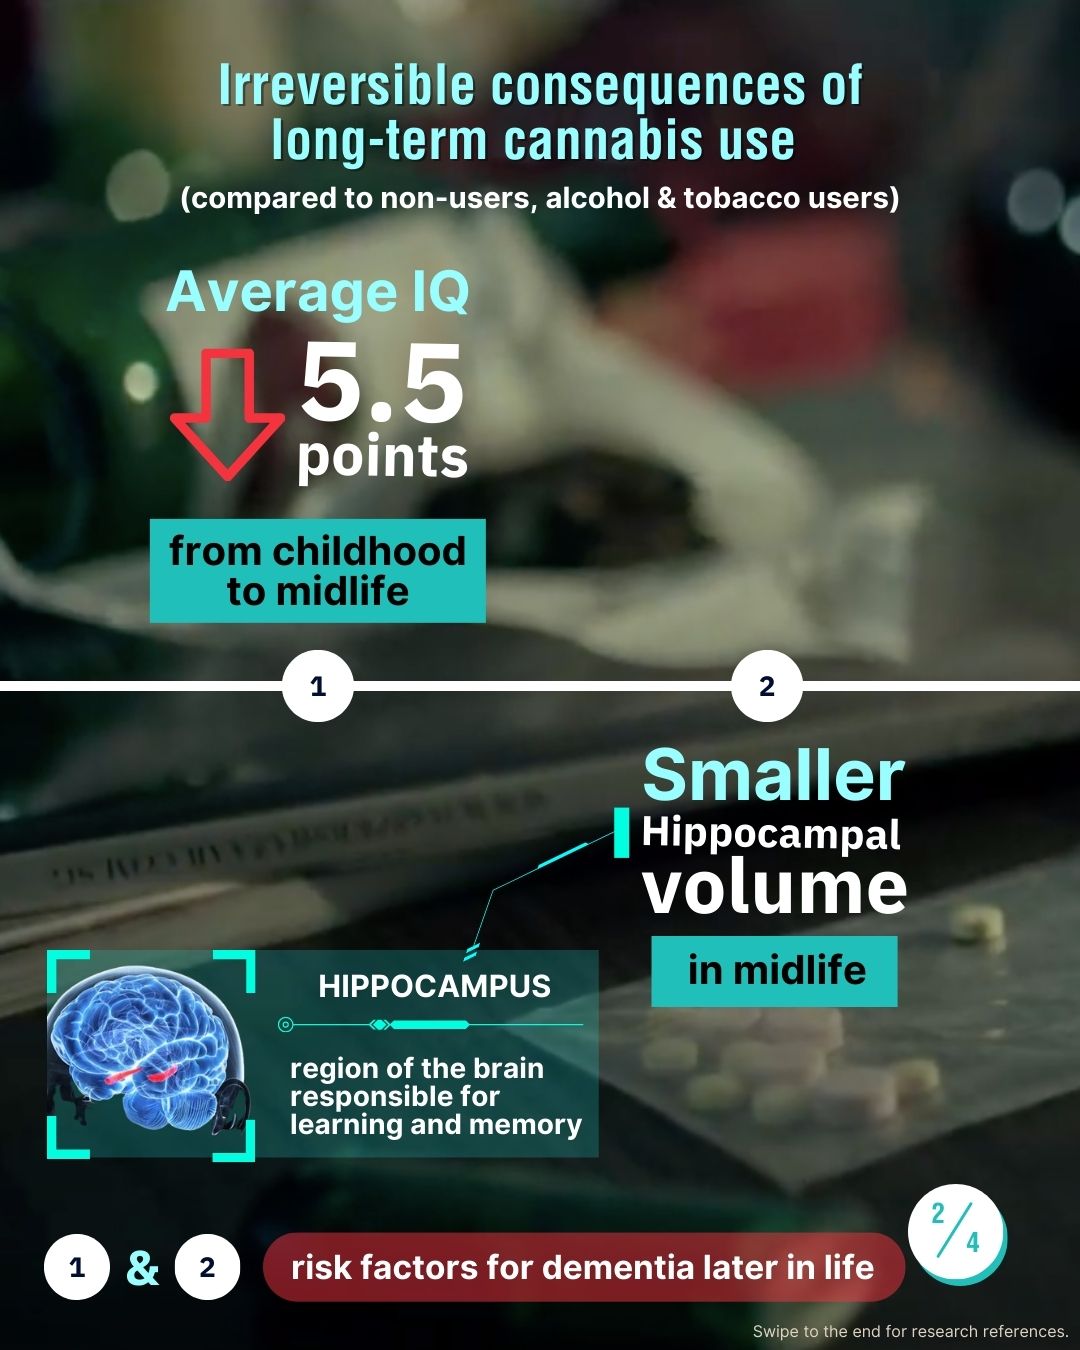 Irreversible consequences of
long-term cannabis use
(compared to non-users, alcohol & tobacco users)
Average IQ
5.5
points
from childhood
to midlife
1
2
Smaller
Hippocampal
volume
in midlife
HIPPOCAMPUS
region of the brain
responsible for
learning and memory
1 & 2 risk factors for dementia later in life
2/4
Swipe to the end for research references.